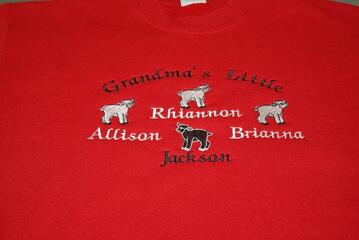 Grandma's Little
Rhiannon
Allison Brianna
Jackson